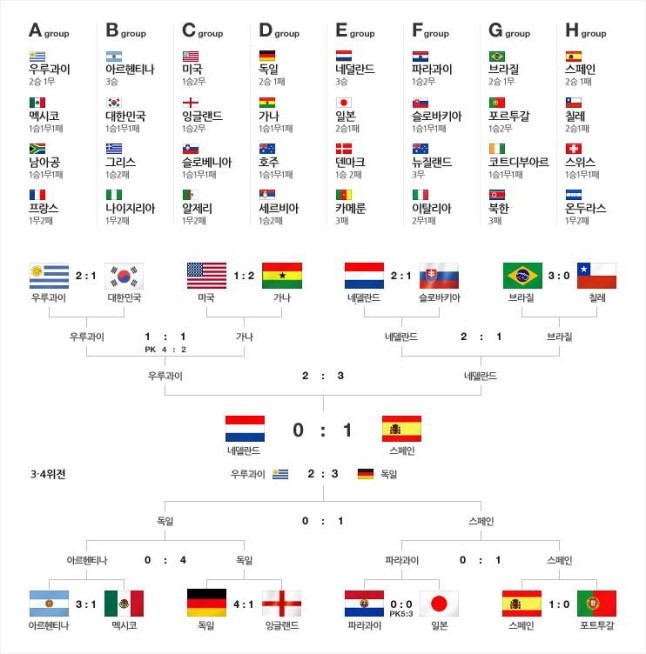 A group B group C group D group E group F group G group H group
우루과이 아르헨티나 미국 독일 네덜란드 파라과이 브라질 스페인
2승 1무 3승 1승2무 2승 1패 3승 1승2무 2승 1무 2승 1패
멕시코 대한민국 잉글랜드 가나 일본 슬로바키아 포르투갈 칠레
1승1무1패 1승1무1패 1승2무 1승1무1패 2승1패 1승1무1패 1승2무 2승1패
남아공 그리스 슬로베니아 호주 덴마크 뉴질랜드 코트디부아르 스위스
1승1무1패 1승2패 1승1무1패 1승1무1패 1승 2패 3무 1승1무1패 1승1무1패
프랑스 나이지리아 알제리 세르비아 카메룬 이탈리아 북한 온두라스
1무2패 1무2패 1무2패 1승2패 3패 2무1패 3패 1무2패
2 : 1 1 : 2 2 : 1 3 : 0
우루과이 대한민국 미국 가나 네덜란드 슬로바키아 브라질 칠레
우루과이 1 : 1 가나 네덜란드 2 : 1 브라질
PK 4 : 2
우루과이 2 : 3 네덜란드
0 : 1
네델란드 스페인
3·4위전 우루과이 2 : 3 독일
독일 0 : 1 스페인
아르헨티나 0 : 4 독일 파라과이 0 : 1 스페인
3 : 1 4 : 1 0 : 0 1 : 0
PK5:3
아르헨티나 멕시코 독일 잉글랜드 파라과이 일본 스페인 포트투갈